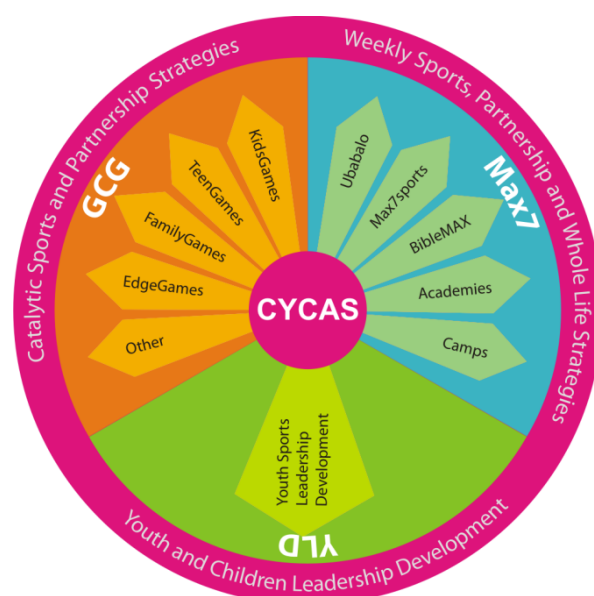 Catalytic Sports and Partnership Strategies
Weekly Sports, Partnership and Whole Life Strategies
Youth and Children Leadership Development
GCG
KidsGames
TeenGames
FamilyGames
EdgeGames
Other
Max7
Ubabalo
Max7sports
BibleMAX
Academies
Camps
CYCAS
Youth Sports
Leadership
Development
YLD